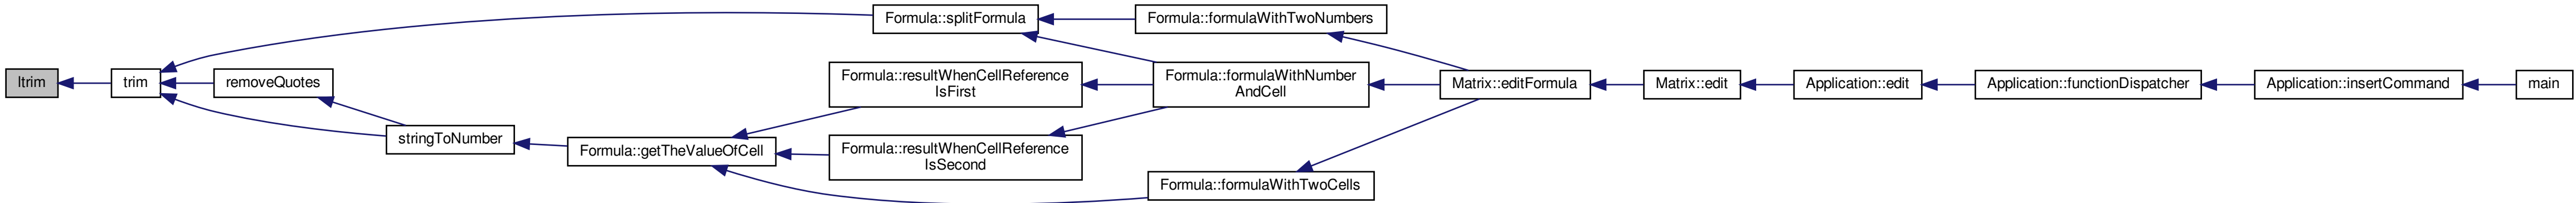 ltrim
trim
removeQuotes
stringToNumber
Formula::getTheValueOfCell
Formula::splitFormula
Formula::resultWhenCellReference
IsFirst
Formula::resultWhenCellReference
IsSecond
Formula::formulaWithTwoNumbers
Formula::formulaWithNumber
AndCell
Formula::formulaWithTwoCells
Matrix::editFormula
Matrix::edit
Application::edit
Application::functionDispatcher
Application::insertCommand
main